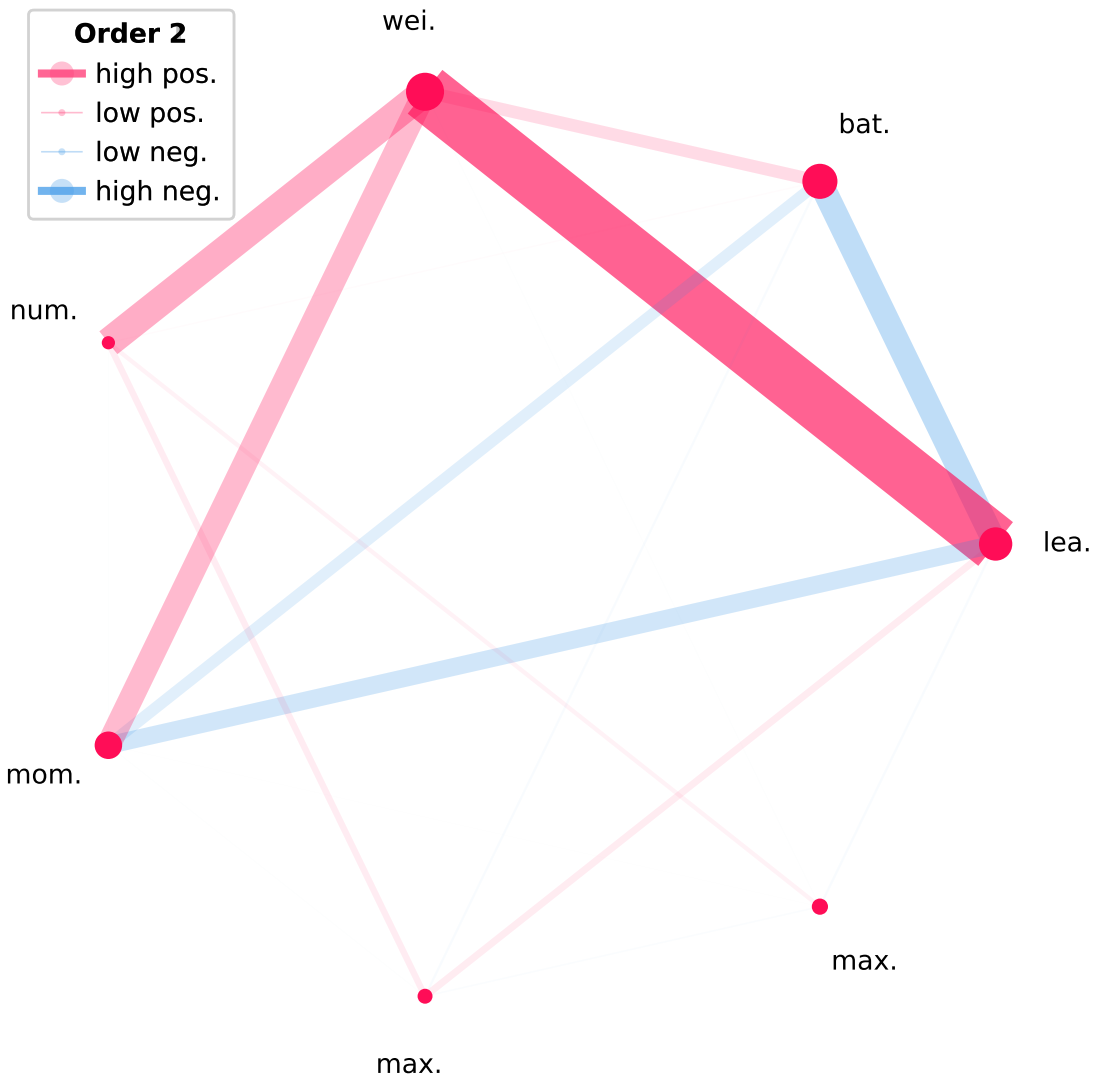 Order 2
high pos.
low pos.
low neg.
high neg.
wei.
bat.
num.
lea.
mom.
max.
max.